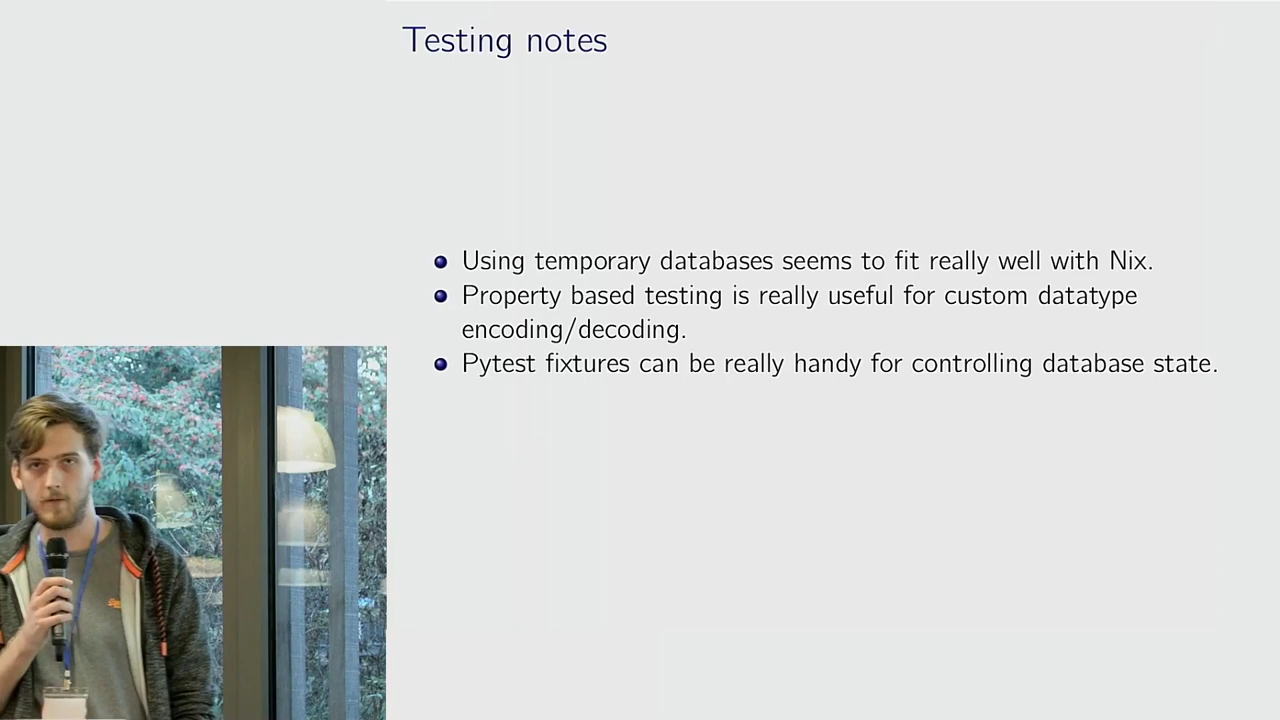 Testing notes
Using temporary databases seems to fit really well with Nix.
Property based testing is really useful for custom datatype
encoding/decoding.
Pytest fixtures can be really handy for controlling database state.